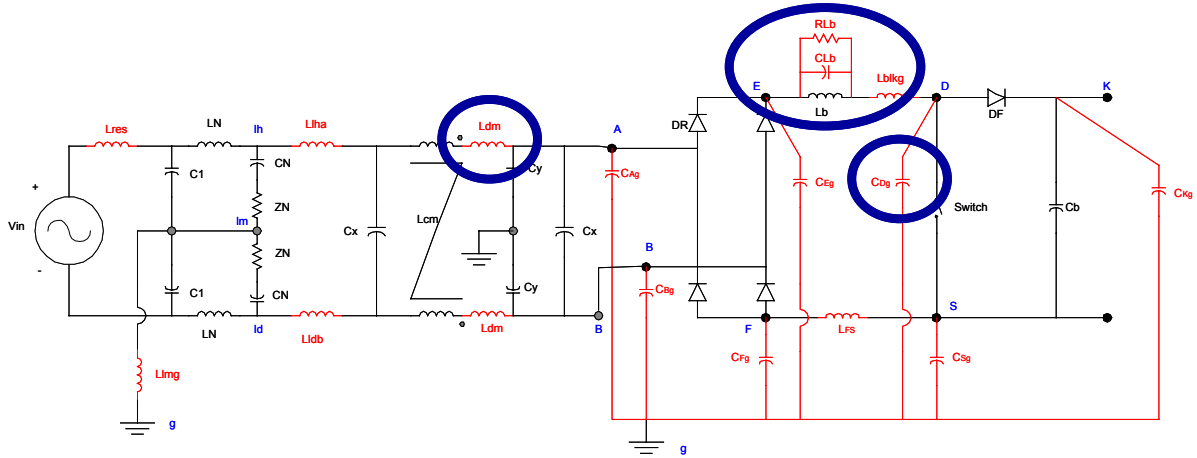 RLb
CLb
Lblkg
E
Lb
D
K
DF
DR
Lres
LN
Ih
Llha
Ldm
A
+
C1
CN
Cy
CAg
CEg
CDg
CKg
Vin
ZN
Im
Lcm
Cx
Cx
Switch
Cb
-
ZN
B
C1
CN
Cy
CBg
LN
Id
Lldb
Ldm
B
F
LFS
S
Llmg
CFg
CSg
g
g